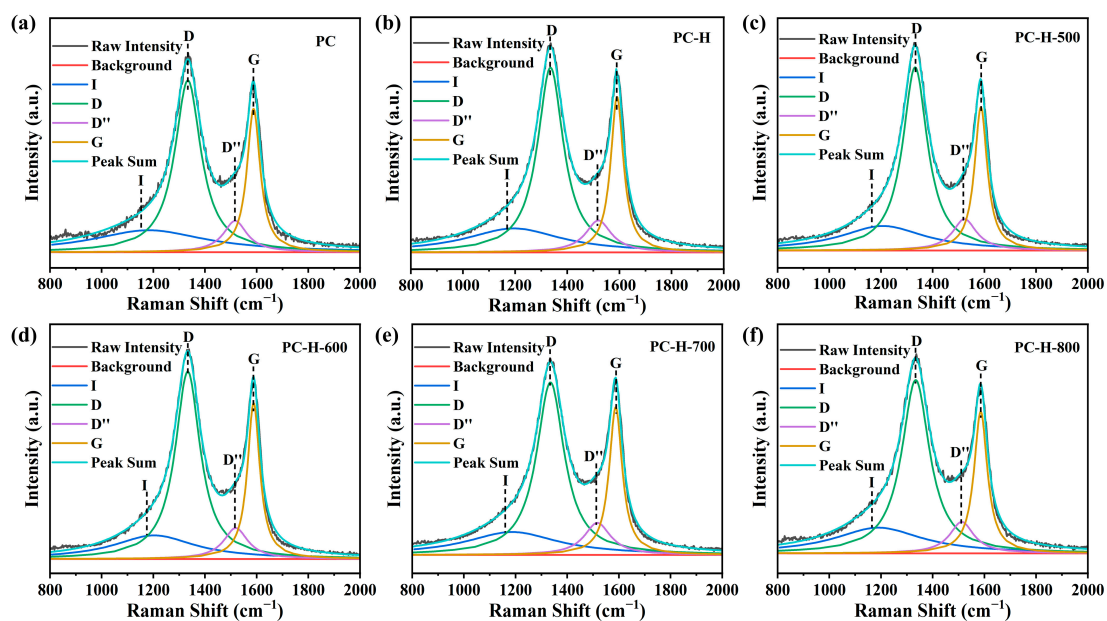 (a)
PC
D
G
D''
I
Raw Intensity
Background
I
D
D''
G
Peak Sum
Intensity (a.u.)
800 1000 1200 1400 1600 1800 2000
Raman Shift (cm−1)
(b)
PC-H
D
G
D''
I
Raw Intensity
Background
I
D
D''
G
Peak Sum
Intensity (a.u.)
800 1000 1200 1400 1600 1800 2000
Raman Shift (cm−1)
(c)
PC-H-500
D
G
D''
I
Raw Intensity
Background
I
D
D''
G
Peak Sum
Intensity (a.u.)
800 1000 1200 1400 1600 1800 2000
Raman Shift (cm−1)
(d)
PC-H-600
D
G
D''
I
Raw Intensity
Background
I
D
D''
G
Peak Sum
Intensity (a.u.)
800 1000 1200 1400 1600 1800 2000
Raman Shift (cm−1)
(e)
PC-H-700
D
G
D''
I
Raw Intensity
Background
I
D
D''
G
Peak Sum
Intensity (a.u.)
800 1000 1200 1400 1600 1800 2000
Raman Shift (cm−1)
(f)
PC-H-800
D
G
D''
I
Raw Intensity
Background
I
D
D''
G
Peak Sum
Intensity (a.u.)
800 1000 1200 1400 1600 1800 2000
Raman Shift (cm−1)